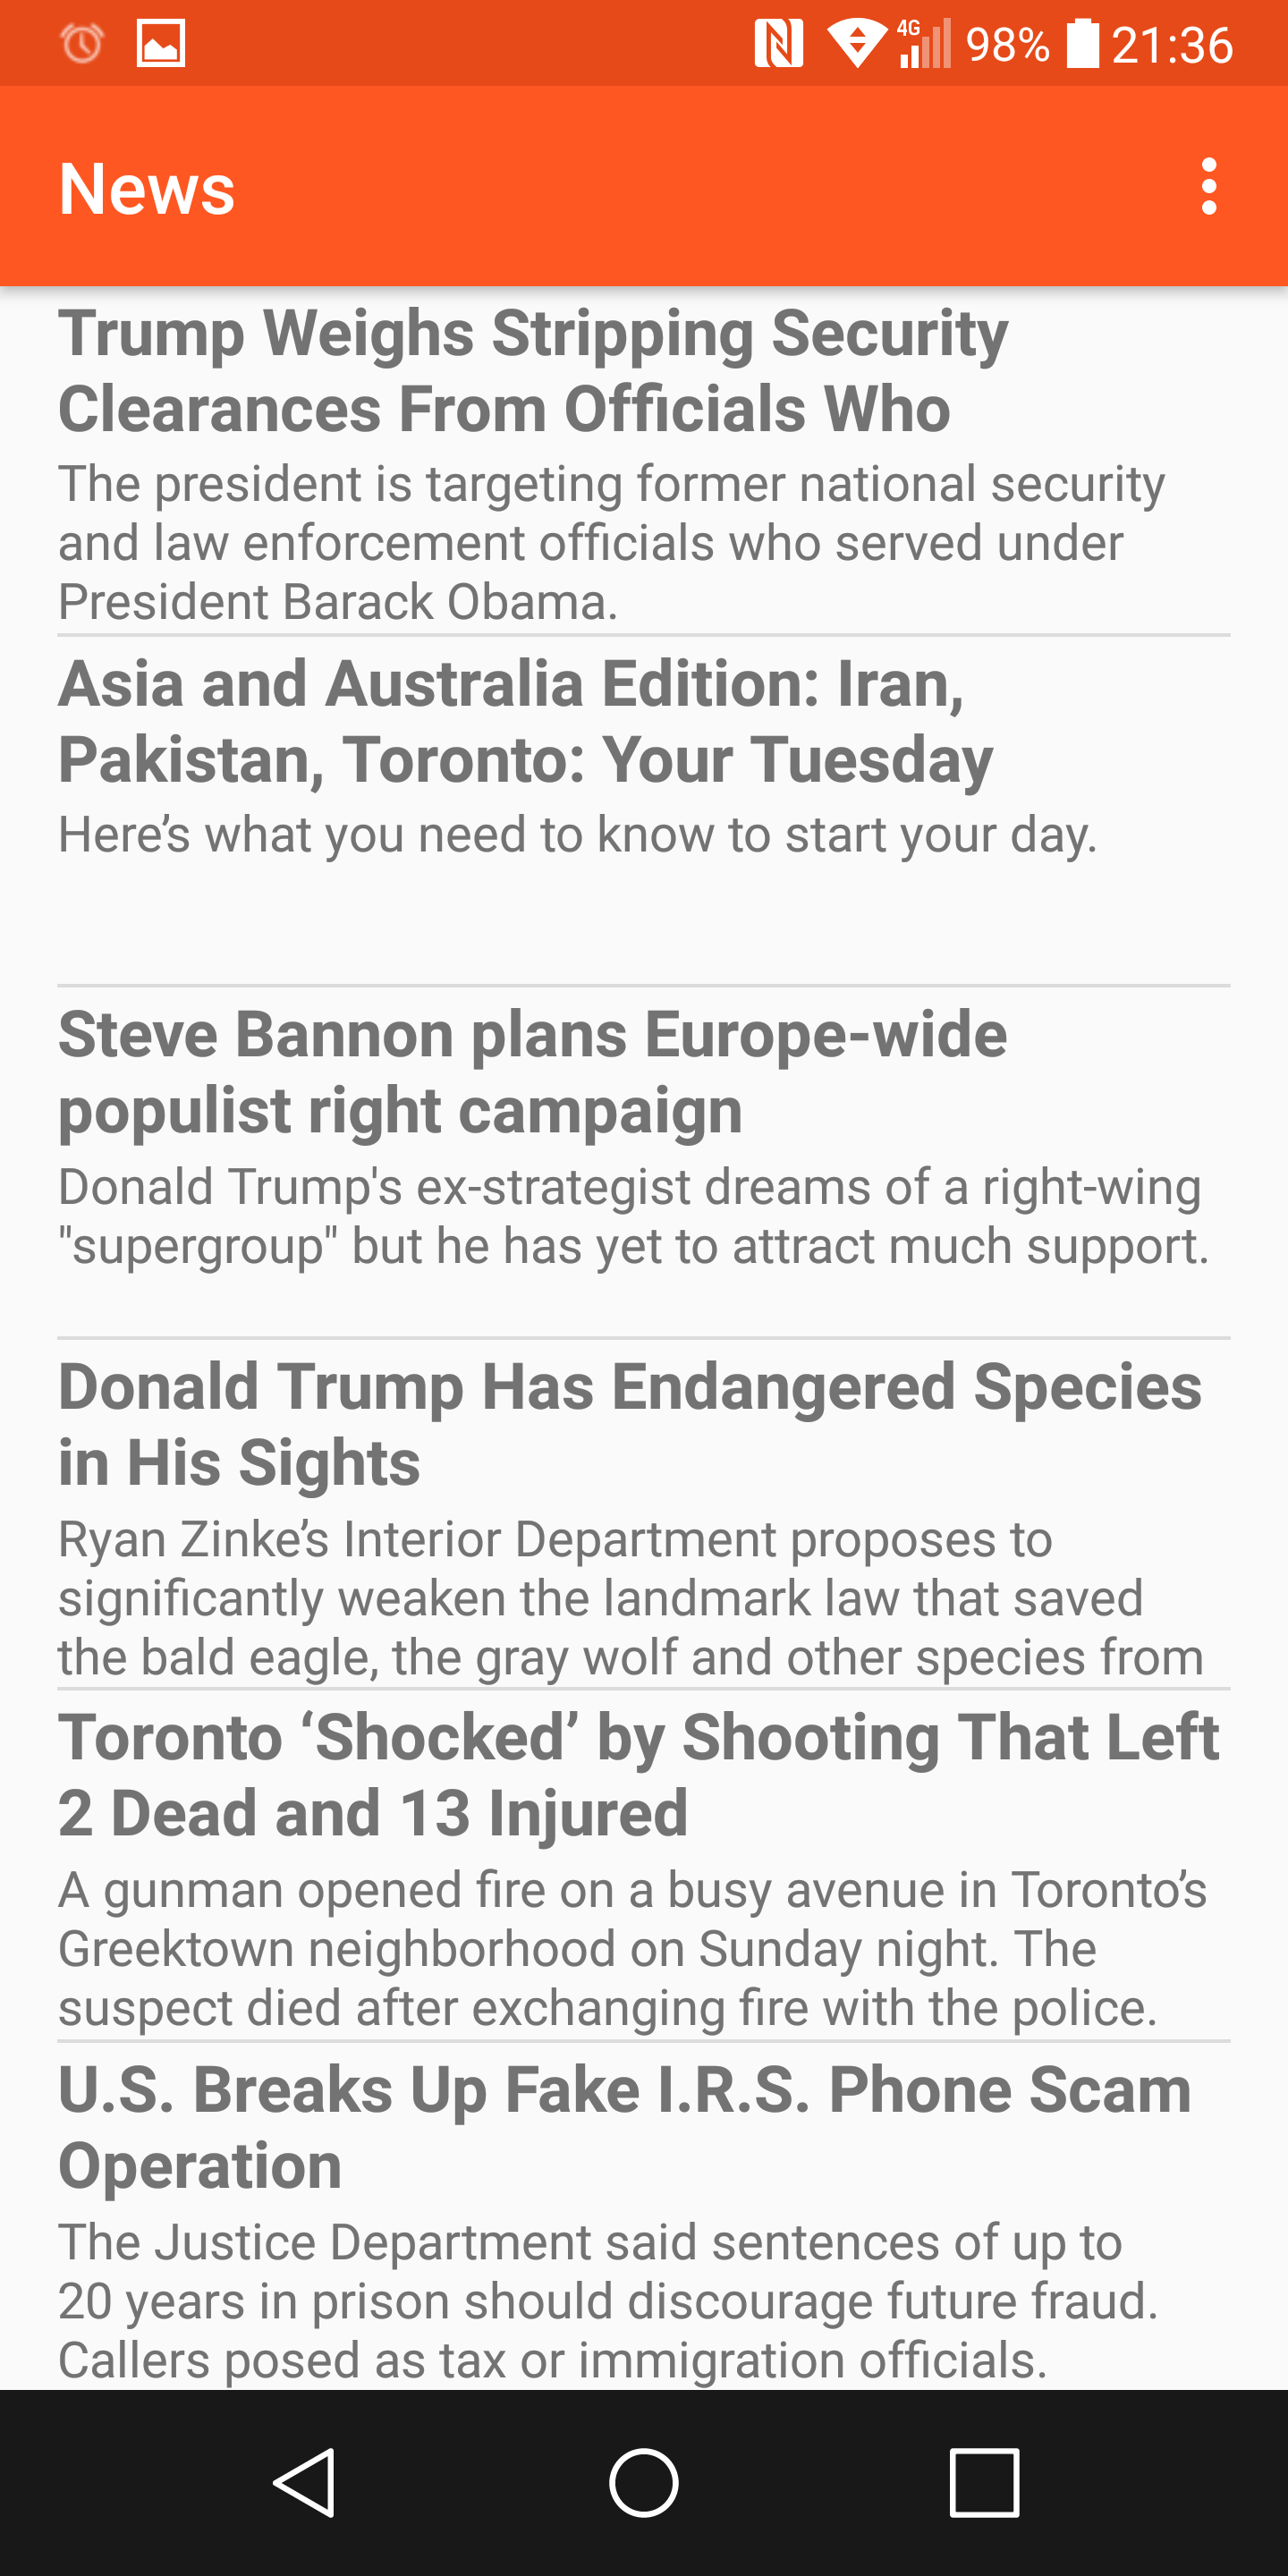 4G 98% 21:36
News
Trump Weighs Stripping Security
Clearances From Officials Who
The president is targeting former national security
and law enforcement officials who served under
President Barack Obama.
Asia and Australia Edition: Iran,
Pakistan, Toronto: Your Tuesday
Here’s what you need to know to start your day.
Steve Bannon plans Europe-wide
populist right campaign
Donald Trump's ex-strategist dreams of a right-wing
"supergroup" but he has yet to attract much support.
Donald Trump Has Endangered Species
in His Sights
Ryan Zinke’s Interior Department proposes to
significantly weaken the landmark law that saved
the bald eagle, the gray wolf and other species from
Toronto ‘Shocked’ by Shooting That Left
2 Dead and 13 Injured
A gunman opened fire on a busy avenue in Toronto’s
Greektown neighborhood on Sunday night. The
suspect died after exchanging fire with the police.
U.S. Breaks Up Fake I.R.S. Phone Scam
Operation
The Justice Department said sentences of up to
20 years in prison should discourage future fraud.
Callers posed as tax or immigration officials.